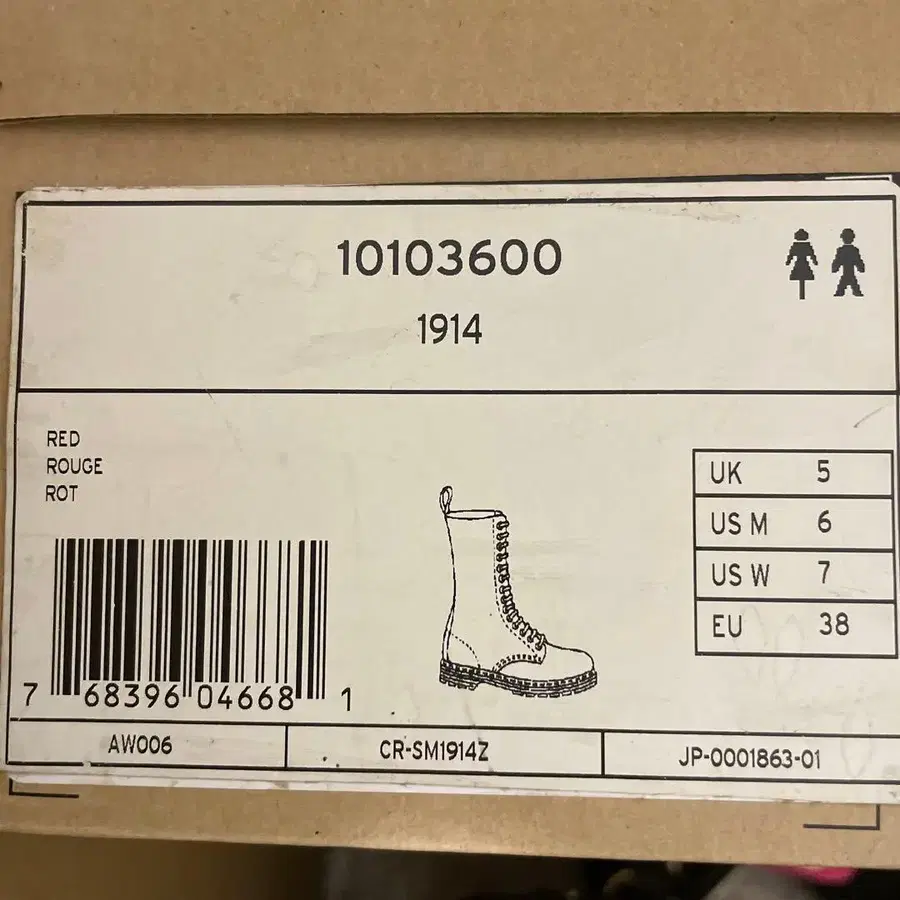 10103600
1914
RED
ROUGE
ROT
UK 5
US M 6
US W 7
EU 38
7 68396 04668 1
AW006
CR-SM1914Z
JP-0001863-01